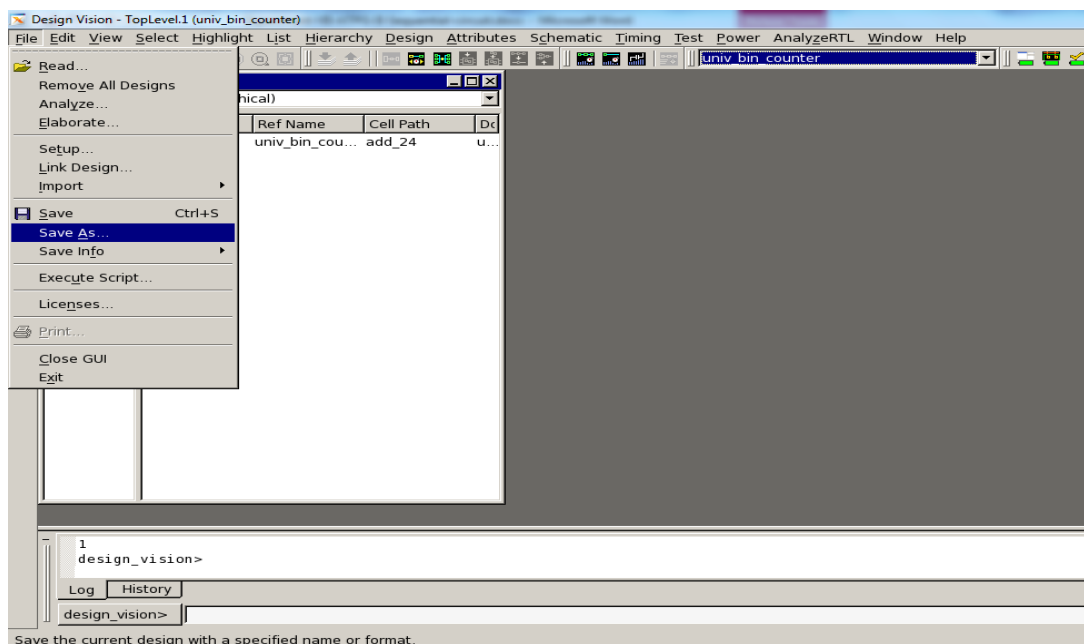 Design Vision - TopLevel.1 (univ_bin_counter)
File Edit View Select Highlight List Hierarchy Design Attributes Schematic Timing Test Power AnalyzeRTL Window Help
univ_bin_counter
Read...
Remove All Designs
Analyze...
Elaborate...
Setup...
Link Design...
Import
Save Ctrl+S
Save As...
Save Info
Execute Script...
Licenses...
Print...
Close GUI
Exit
hical)
Ref Name Cell Path
univ_bin_cou... add_24 u...
1
design_vision>
Log History
design_vision>
Save the current design with a specified name or format.